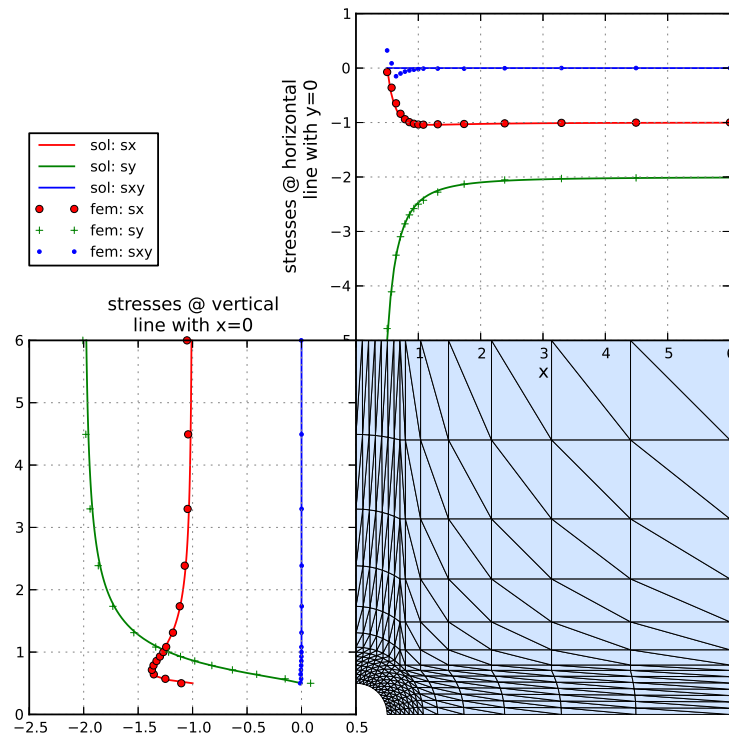 1
0
−1
−2
−3
−4
5
stresses @ horizontal
line with y=0
sol: sx
sol: sy
sol: sxy
fem: sx
fem: sy
fem: sxy
stresses @ vertical
line with x=0
1 2 3 4 5 6
x
6
5
4
3
2
1
0
−2.5 −2.0 −1.5 −1.0 −0.5 0.0 0.5